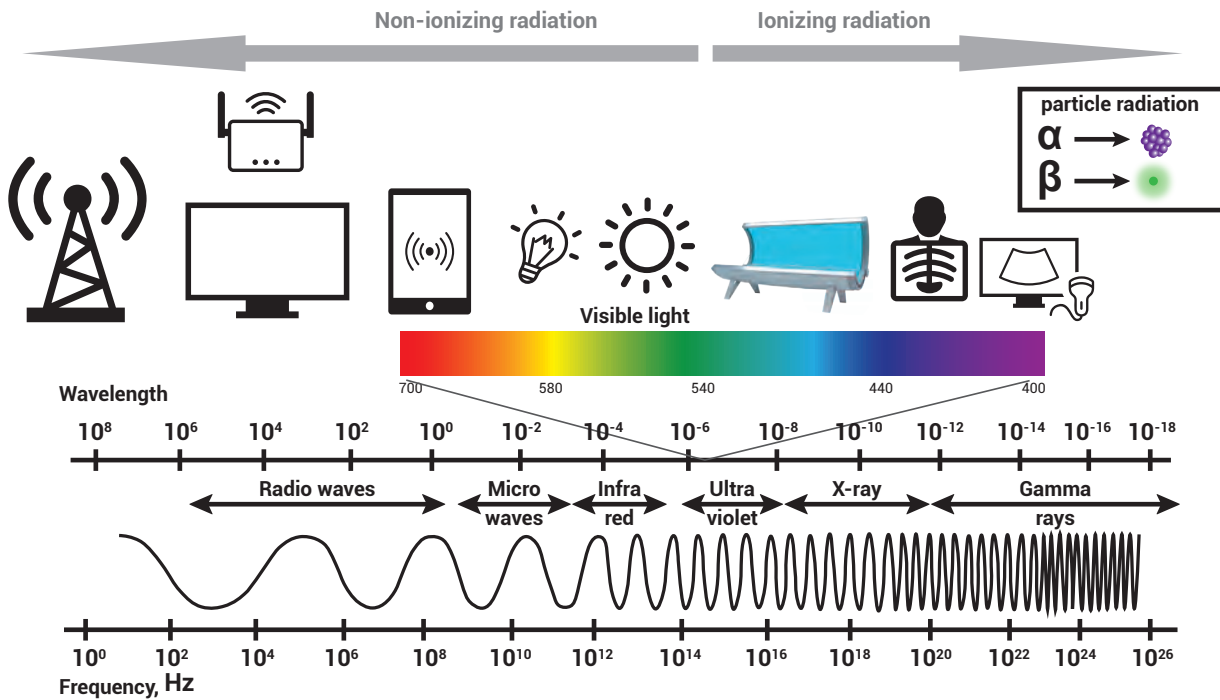 Non-ionizing radiation Ionizing radiation
particle radiation
α
β
Visible light
700 580 540 440 400
Wavelength
10⁸ 10⁶ 10⁴ 10² 10⁰ 10⁻² 10⁻⁴ 10⁻⁶ 10⁻⁸ 10⁻¹⁰ 10⁻¹² 10⁻¹⁴ 10⁻¹⁶ 10⁻¹⁸
Radio waves Micro Infra Ultra X-ray Gamma
waves red violet rays
10⁰ 10² 10⁴ 10⁶ 10⁸ 10¹⁰ 10¹² 10¹⁴ 10¹⁶ 10¹⁸ 10²⁰ 10²² 10²⁴ 10²⁶
Frequency, Hz